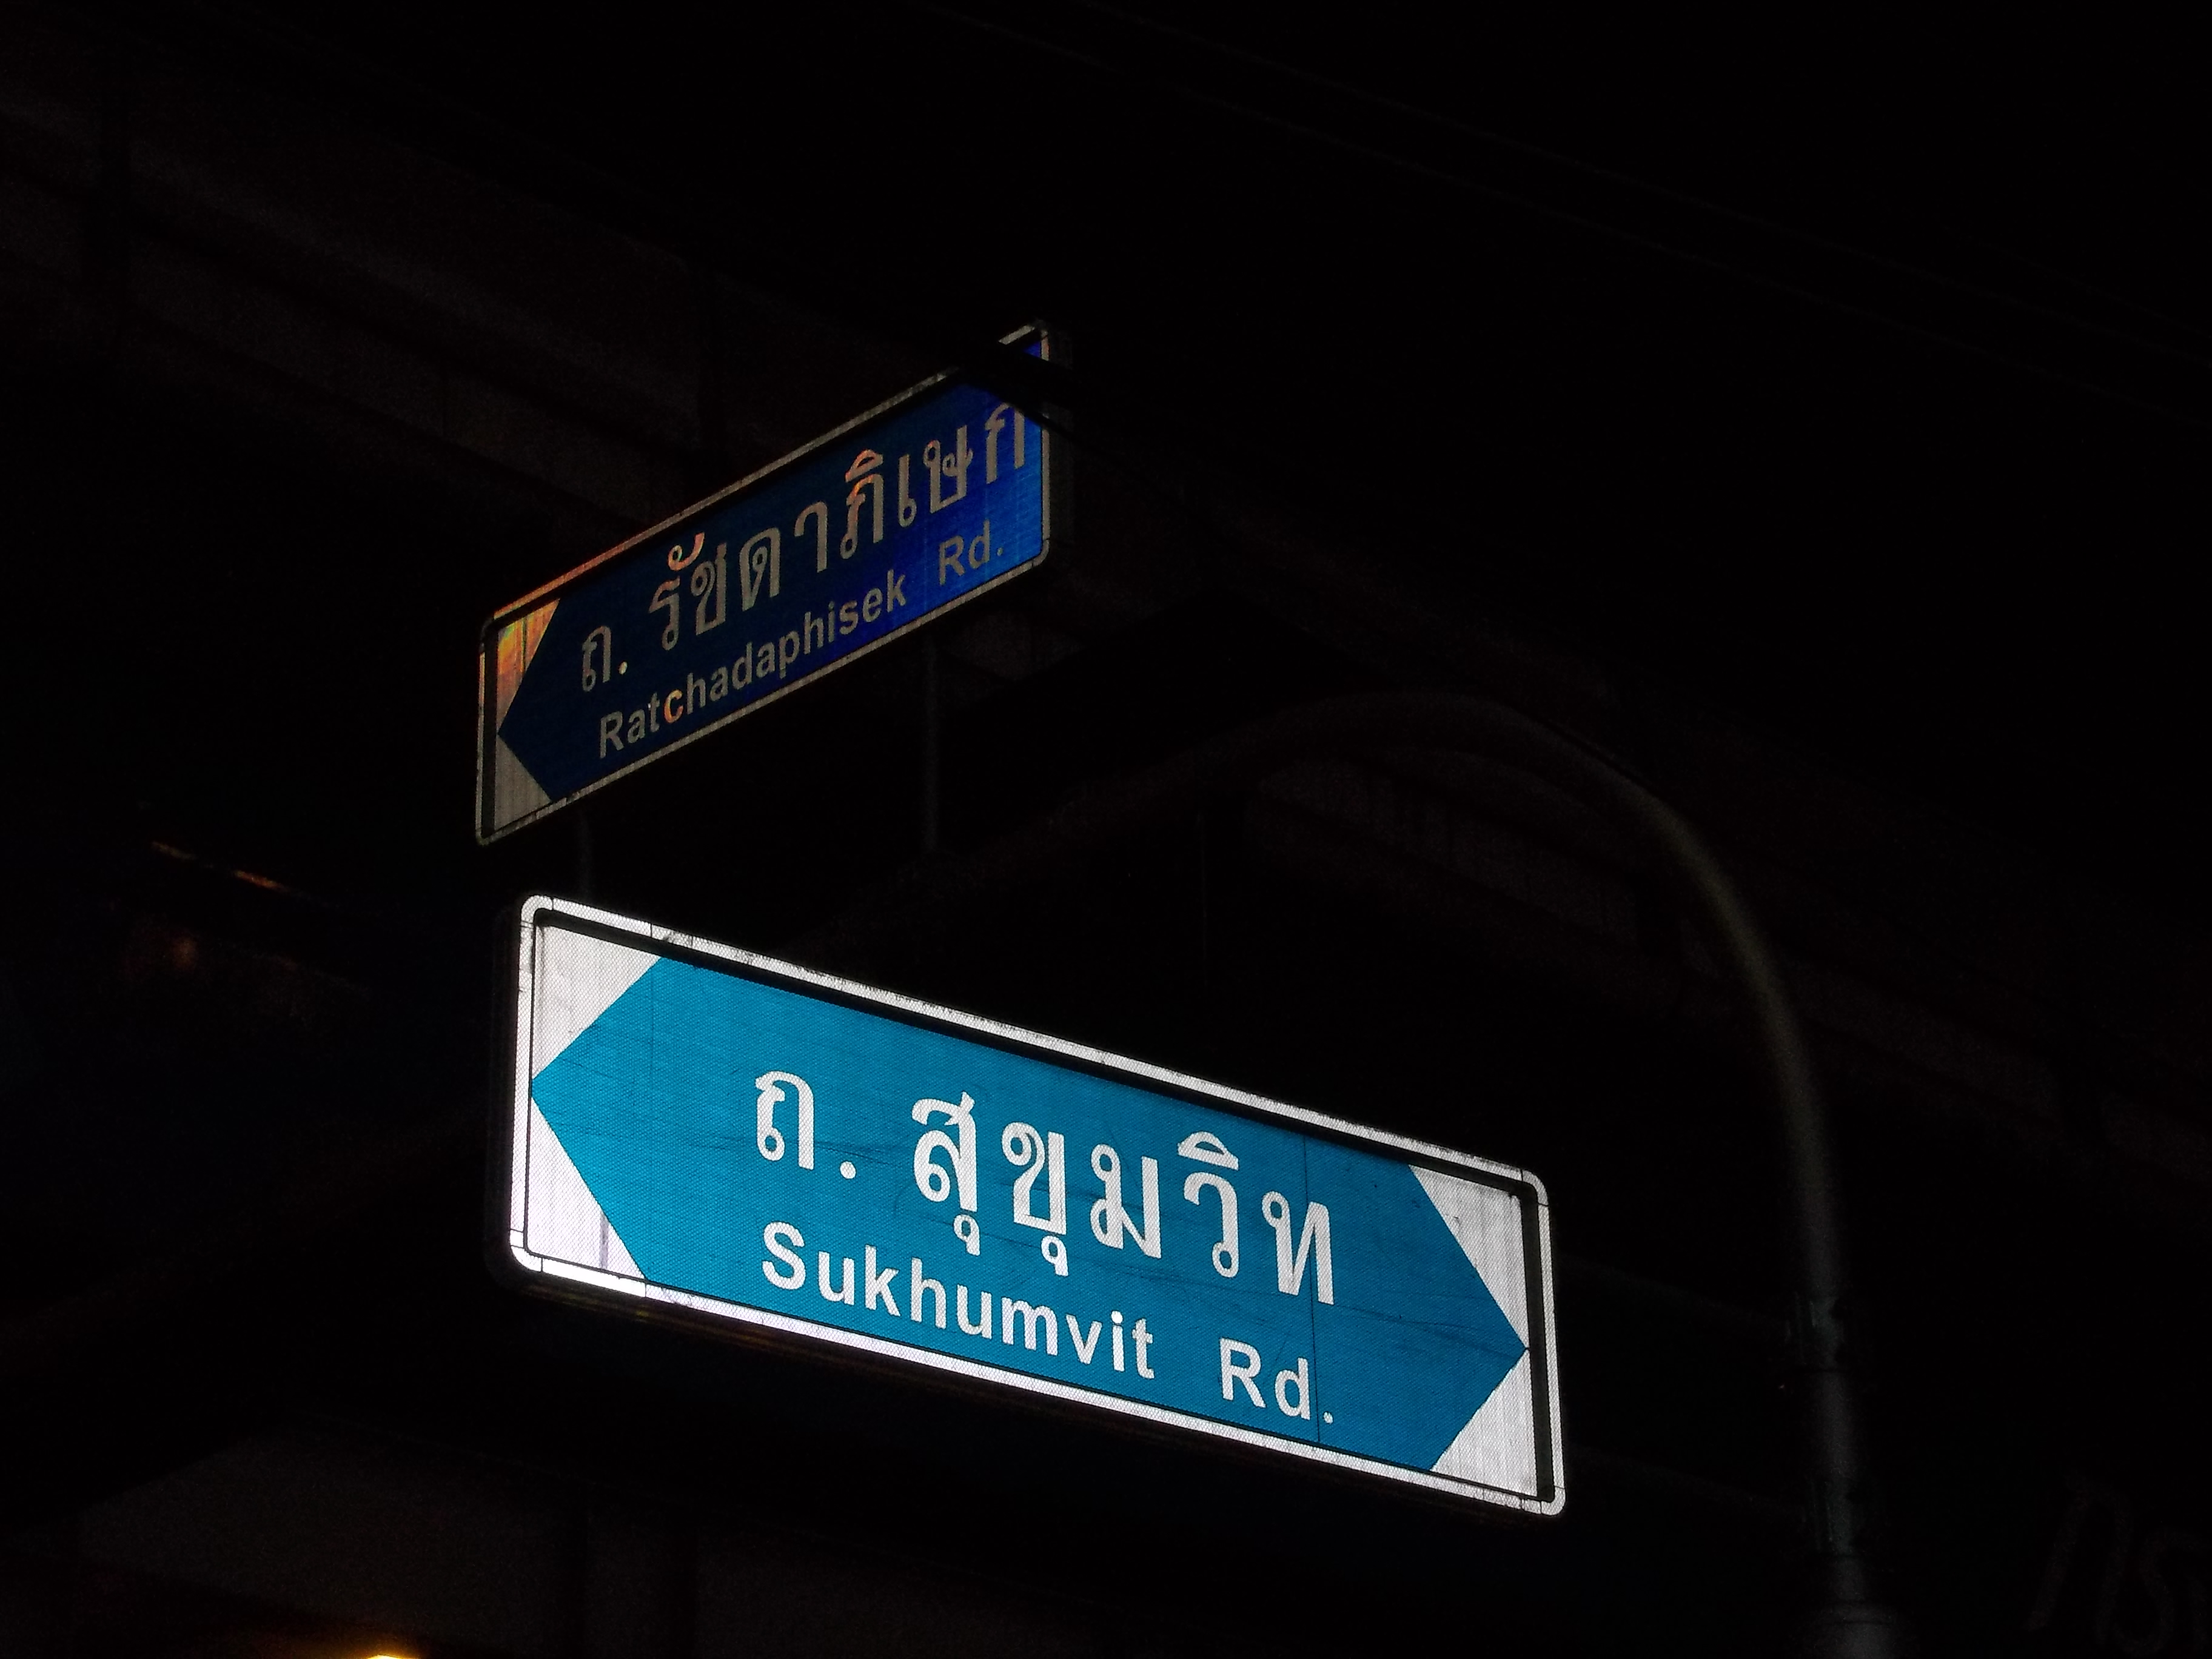 ถ. รัชดาภิเษก
Ratchadaphisek Rd.
ถ. สุขุมวิท
Sukhumvit Rd.